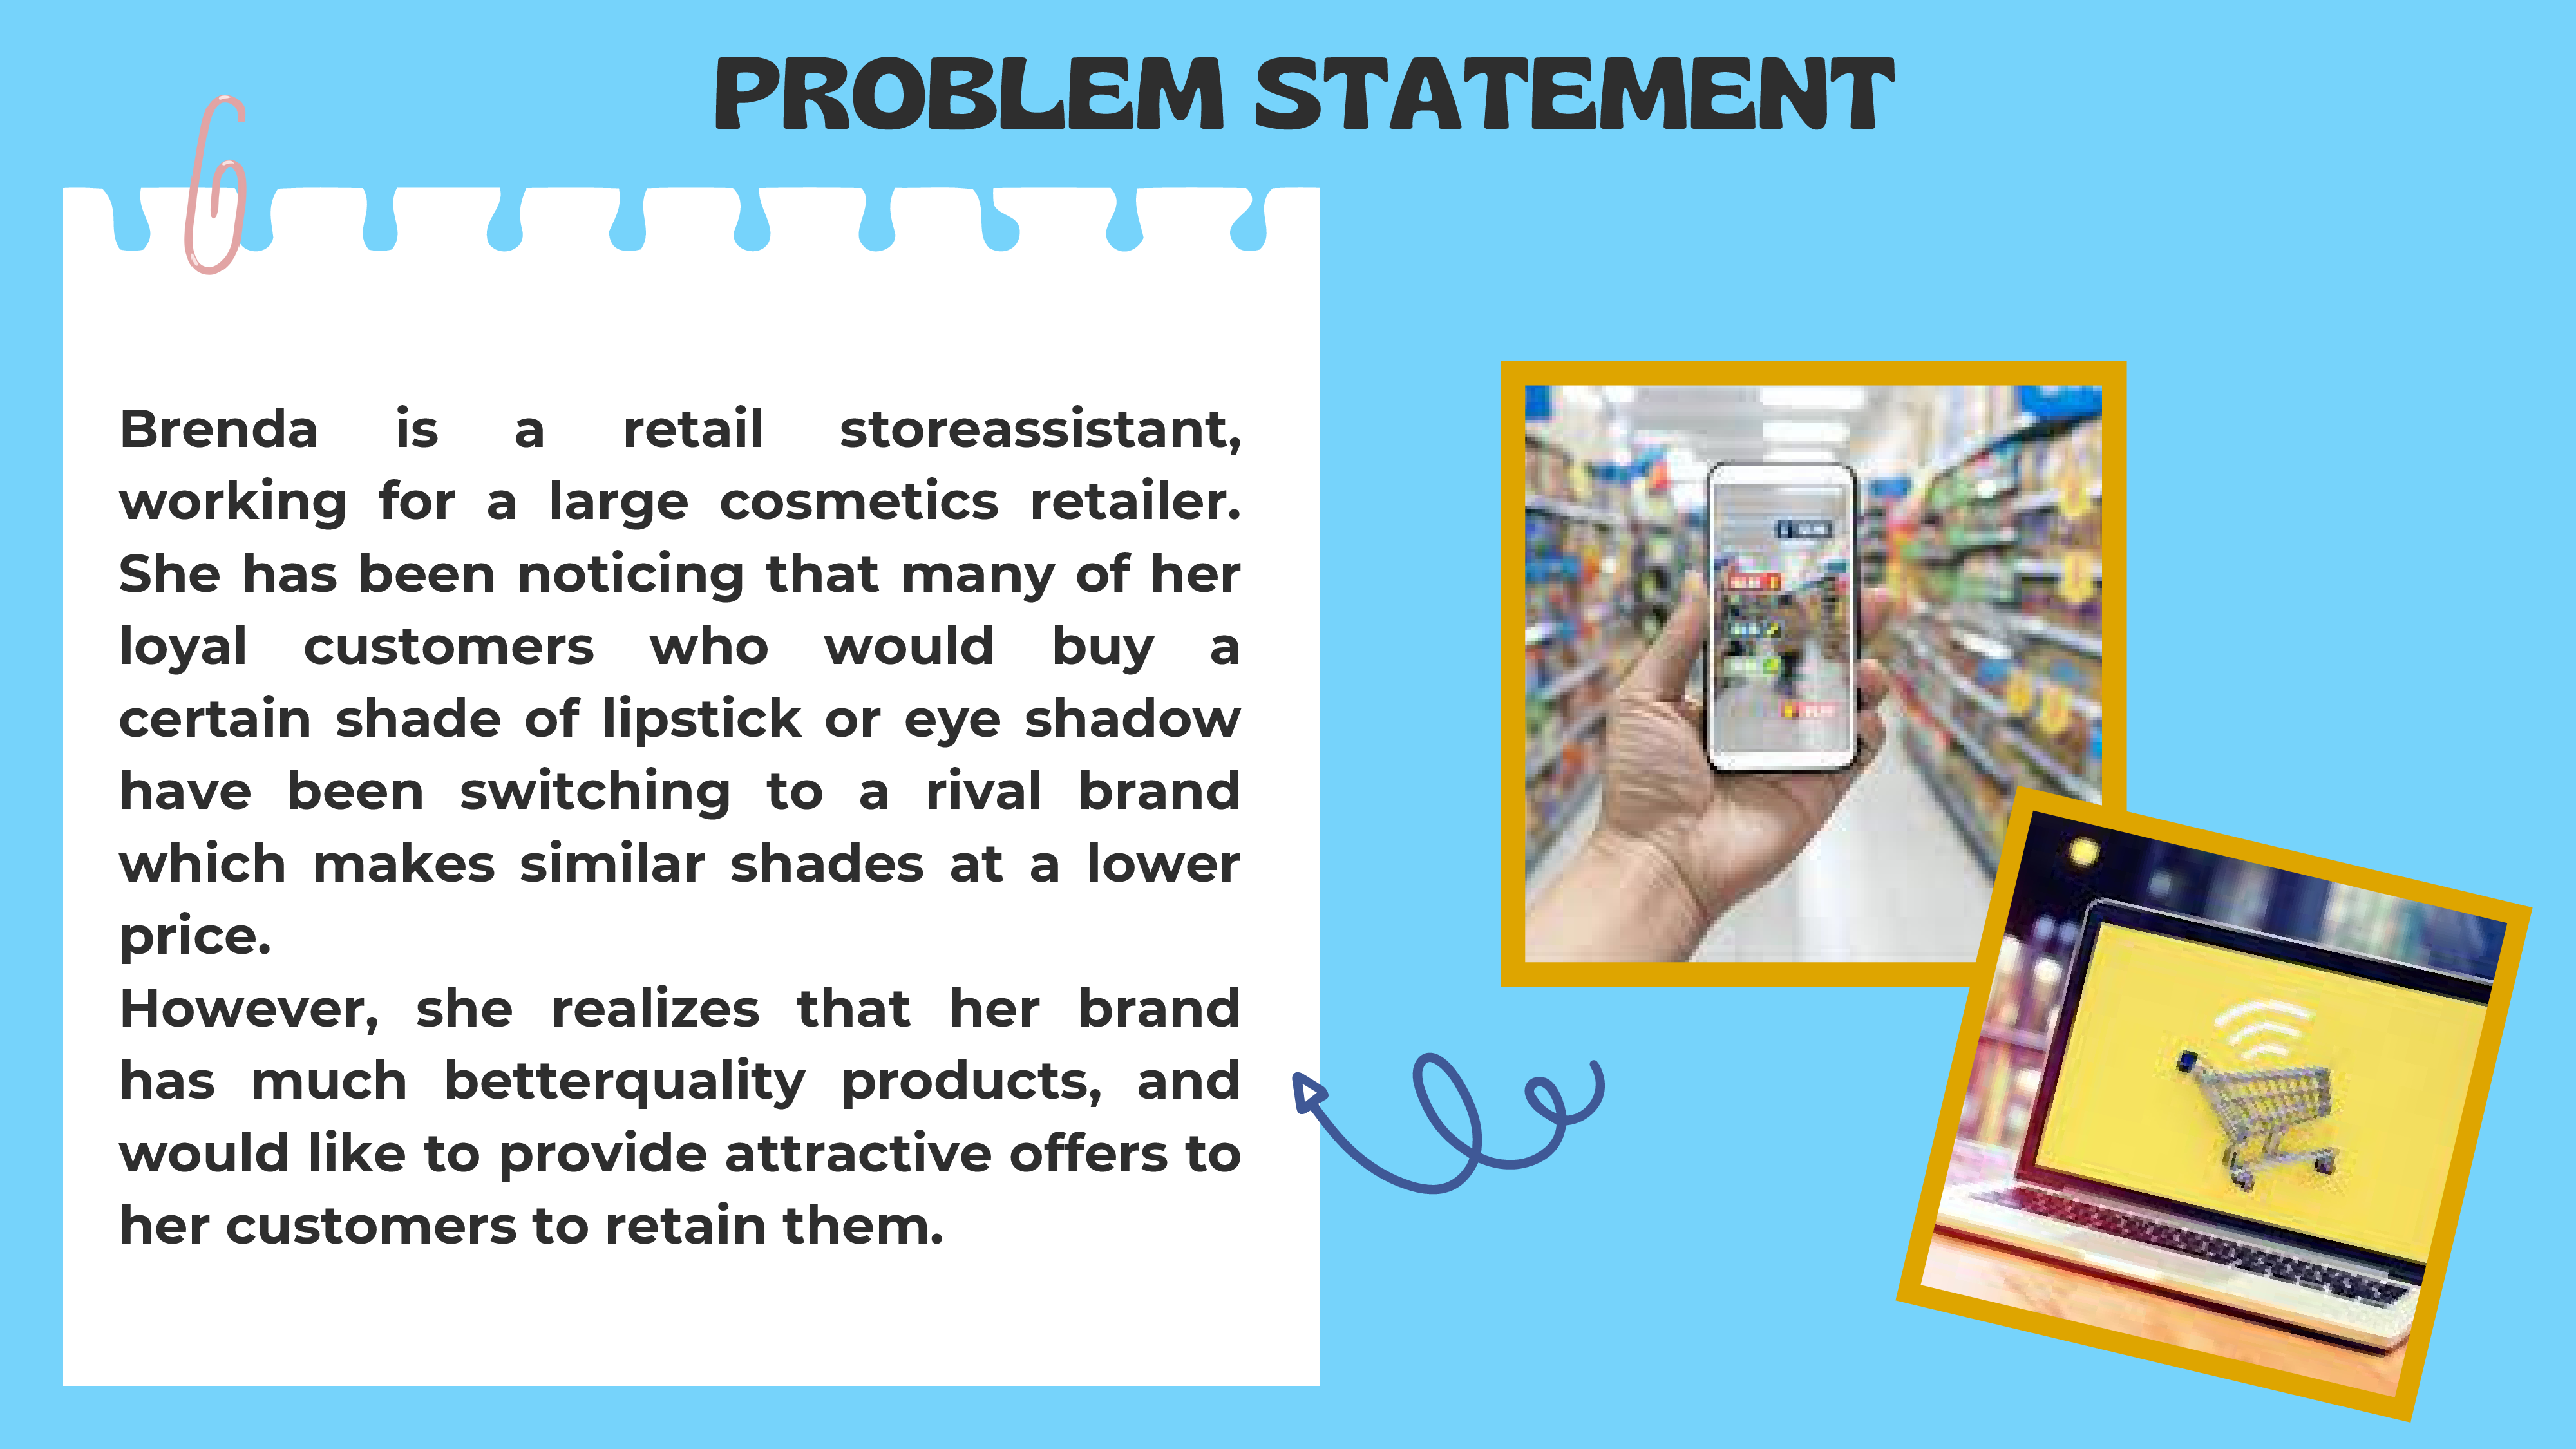 PROBLEM STATEMENT
Brenda is a retail storeassistant,
working for a large cosmetics retailer.
She has been noticing that many of her
loyal customers who would buy a
certain shade of lipstick or eye shadow
have been switching to a rival brand
which makes similar shades at a lower
price.
However, she realizes that her brand
has much betterquality products, and
would like to provide attractive offers to
her customers to retain them.